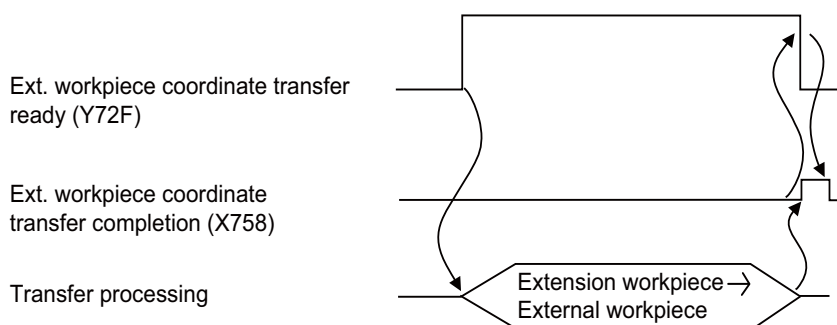 Ext. workpiece coordinate transfer
ready (Y72F)
Ext. workpiece coordinate
transfer completion (X758)
Transfer processing
Extension workpiece →
External workpiece